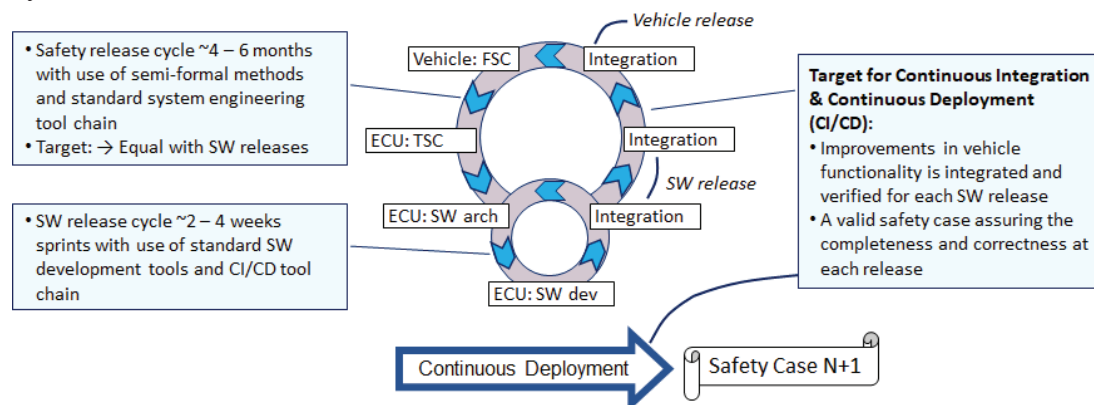 Vehicle release
• Safety release cycle ~4 – 6 months
with use of semi-formal methods
and standard system engineering
tool chain
• Target: → Equal with SW releases
Vehicle: FSC
Integration
ECU: TSC
Integration
SW release
ECU: SW arch
Integration
ECU: SW dev
• SW release cycle ~2 – 4 weeks
sprints with use of standard SW
development tools and CI/CD tool
chain
Target for Continuous Integration
& Continuous Deployment
(CI/CD):
• Improvements in vehicle
functionality is integrated and
verified for each SW release
• A valid safety case assuring the
completeness and correctness at
each release
Continuous Deployment
Safety Case N+1